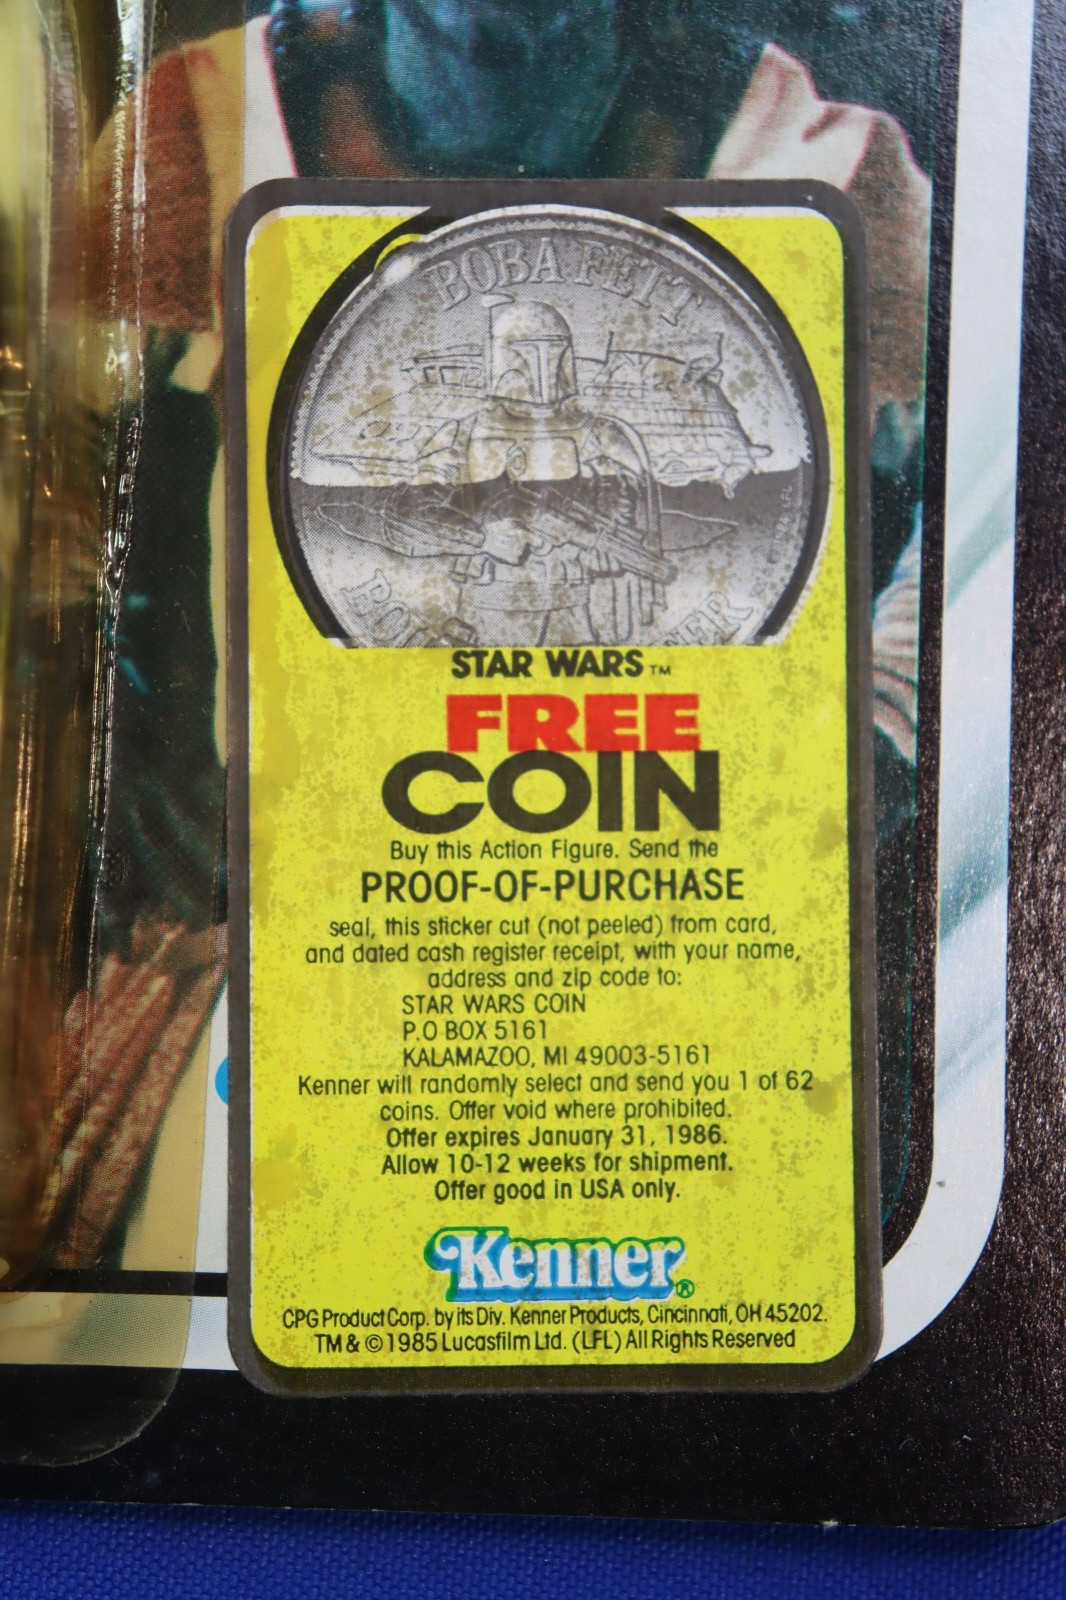 BOBA FETT
STAR WARS™
FREE
COIN
Buy this Action Figure. Send the
PROOF-OF-PURCHASE
seal, this sticker cut (not peeled) from card,
and dated cash register receipt, with your name,
address and zip code to:
STAR WARS COIN
P.O BOX 5161
KALAMAZOO, MI 49003-5161
Kenner will randomly select and send you 1 of 62
coins. Offer void where prohibited.
Offer expires January 31, 1986.
Allow 10-12 weeks for shipment.
Offer good in USA only.
Kenner®
CPG Product Corp. by its Div. Kenner Products, Cincinnati, OH 45202.
TM & © 1985 Lucasfilm Ltd. (LFL) All Rights Reserved